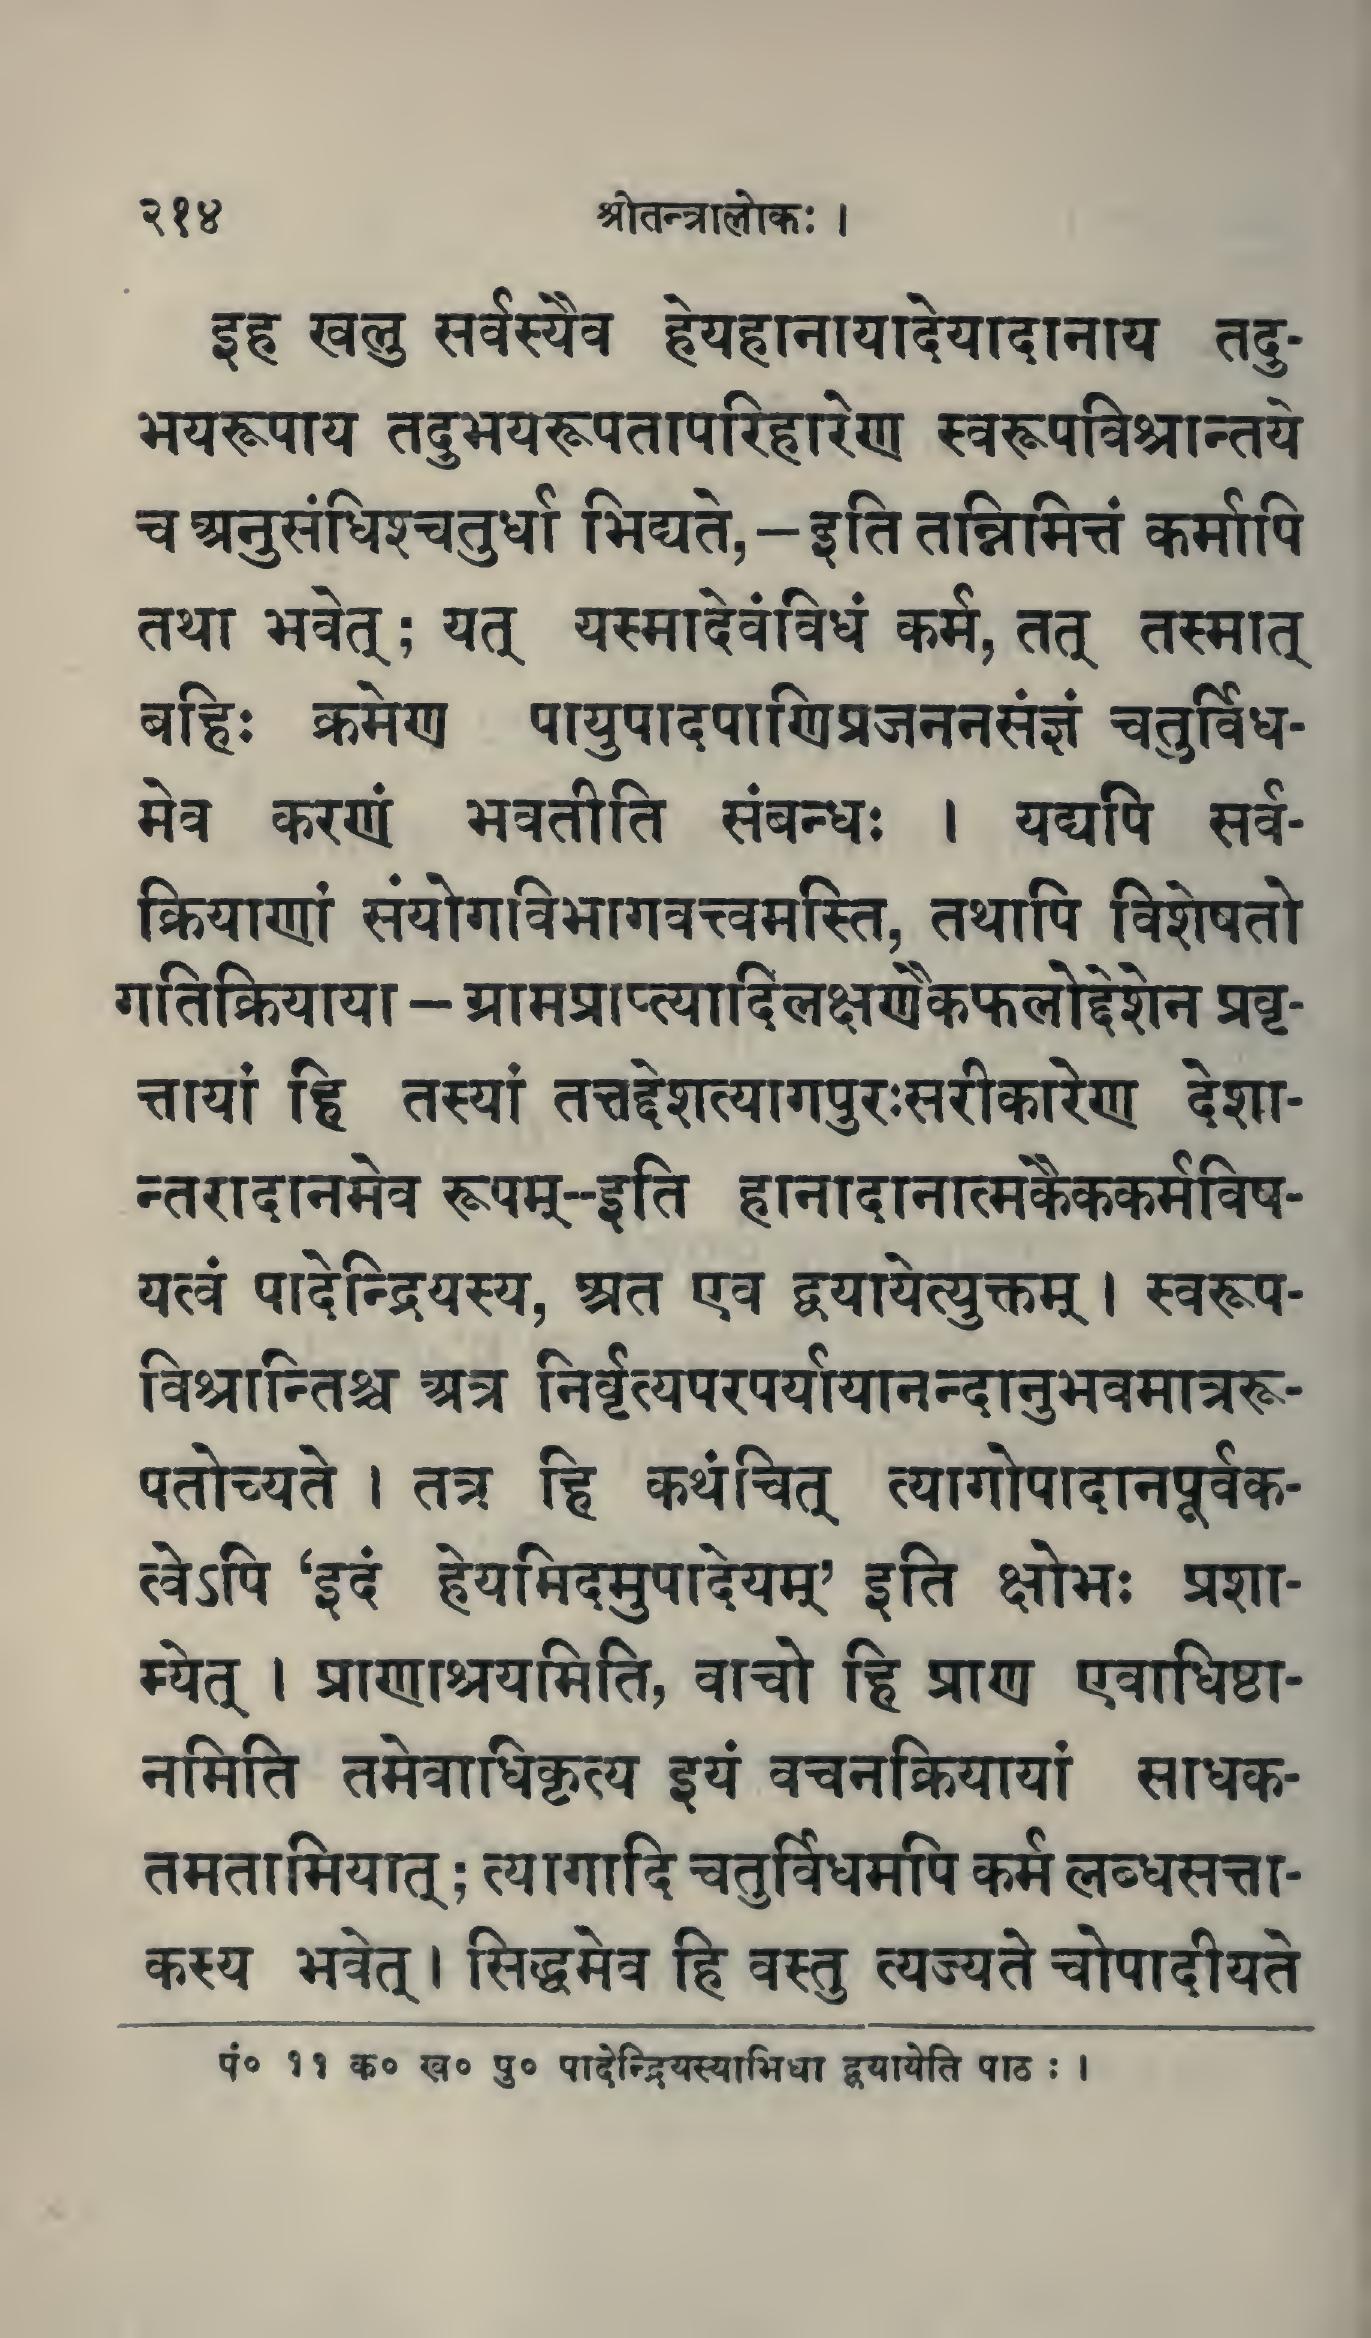 २१४ श्रीतन्त्रालोकः ।
इह खलु सर्वस्यैव हेयहानायादेयादानाय तदु-
भयरूपाय तदुभयरूपतापरिहारेण स्वरूपविश्रान्तये
च अनुसंधिश्चतुर्धा भिद्यते,—इति तन्निमित्तं कर्मापि
तथा भवेत्; यत् यस्मादेवंविधं कर्म, तत् तस्मात्
बहिः क्रमेण पायुपादपाणिप्रजननसंज्ञं चतुर्विध-
मेव करणं भवतीति संबन्धः । यद्यपि सर्व-
क्रियाणां संयोगविभागवत्त्वमस्ति, तथापि विशेषतो
गतिक्रियाया — ग्रामप्राप्त्यादिलक्षणैकफलोद्देशेन प्रवृ-
त्तायां हि तस्यां तत्तद्देशत्यागपुरःसरीकारेण देशा-
न्तरादानमेव रूपम्--इति हानादानात्मकैककर्मविष-
यत्वं पादेन्द्रियस्य, अत एव द्वयायेत्युक्तम् । स्वरूप-
विश्रान्तिश्च अत्र निर्वृत्यपरपर्यायानन्दानुभवमात्ररू-
पतोच्यते । तत्र हि कथंचित् त्यागोपादानपूर्वक-
त्वेऽपि ‘इदं हेयमिदमुपादेयम्’ इति क्षोभः प्रशा-
म्येत् । प्राणाश्रयमिति, वाचो हि प्राण एवाधिष्ठा-
नमिति तमेवाधिकृत्य इयं वचनक्रियायां साधक-
तमतामियात्; त्यागादि चतुर्विधमपि कर्म लब्धसत्ता-
कस्य भवेत् । सिद्धमेव हि वस्तु त्यज्यते चोपादीयते
पं० ११ क० ख० पु० पादेन्द्रियस्याभिधा द्वयायेति पाठः ।